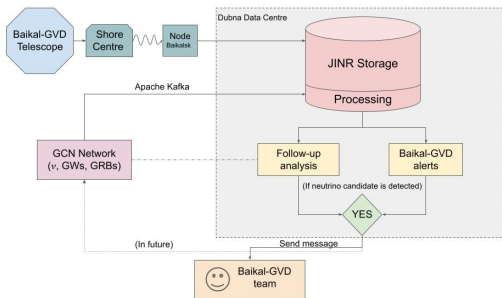 Baikal-GVD
Telescope
Shore
Centre
Node
Baikalsk
Dubna Data Centre
JINR Storage
Processing
Apache Kafka
GCN Network
(ν, GWs, GRBs)
Follow-up
analysis
Baikal-GVD
alerts
(If neutrino candidate is detected)
YES
(In future)
Send message
Baikal-GVD
team